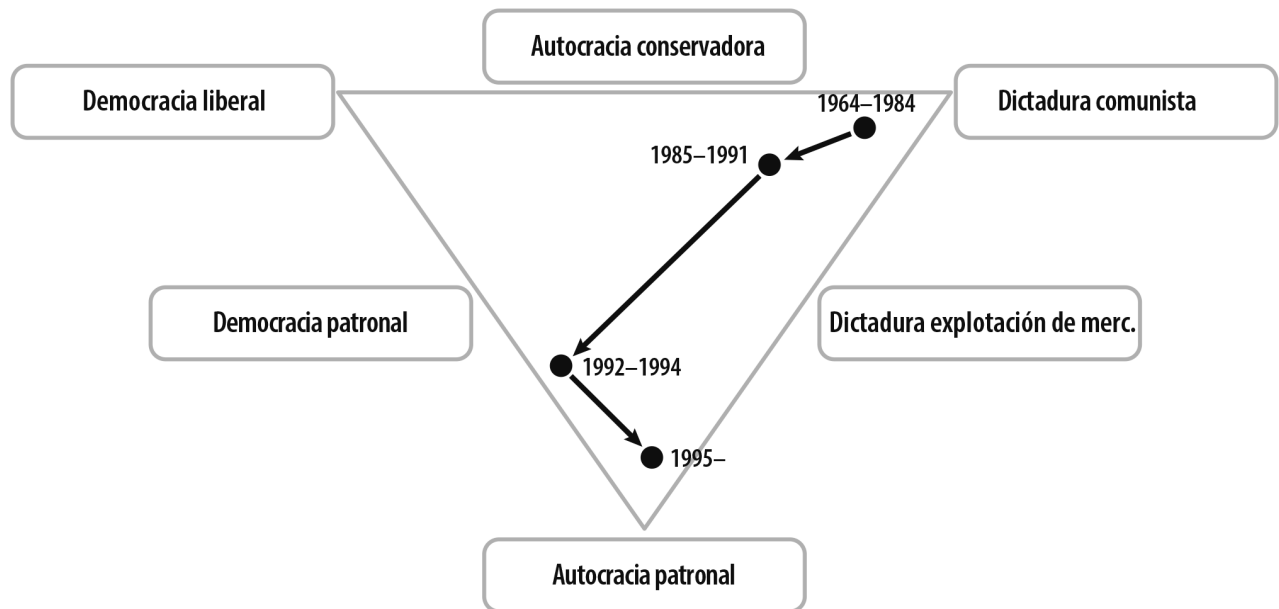 Autocracia conservadora
Democracia liberal
Dictadura comunista
1964–1984
1985–1991
Democracia patronal
Dictadura explotación de merc.
1992–1994
1995–
Autocracia patronal